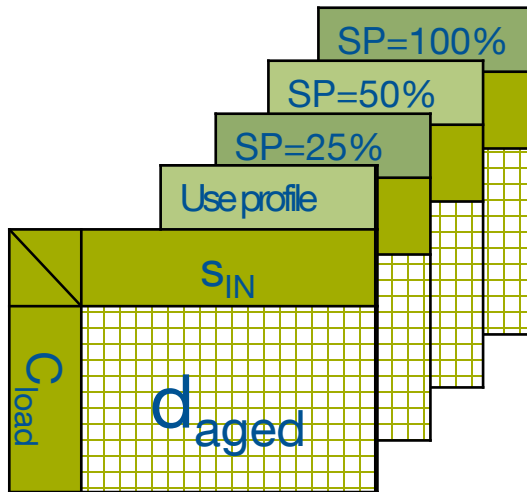 SP=100%
SP=50%
SP=25%
Use profile
sIN
Cload
daged